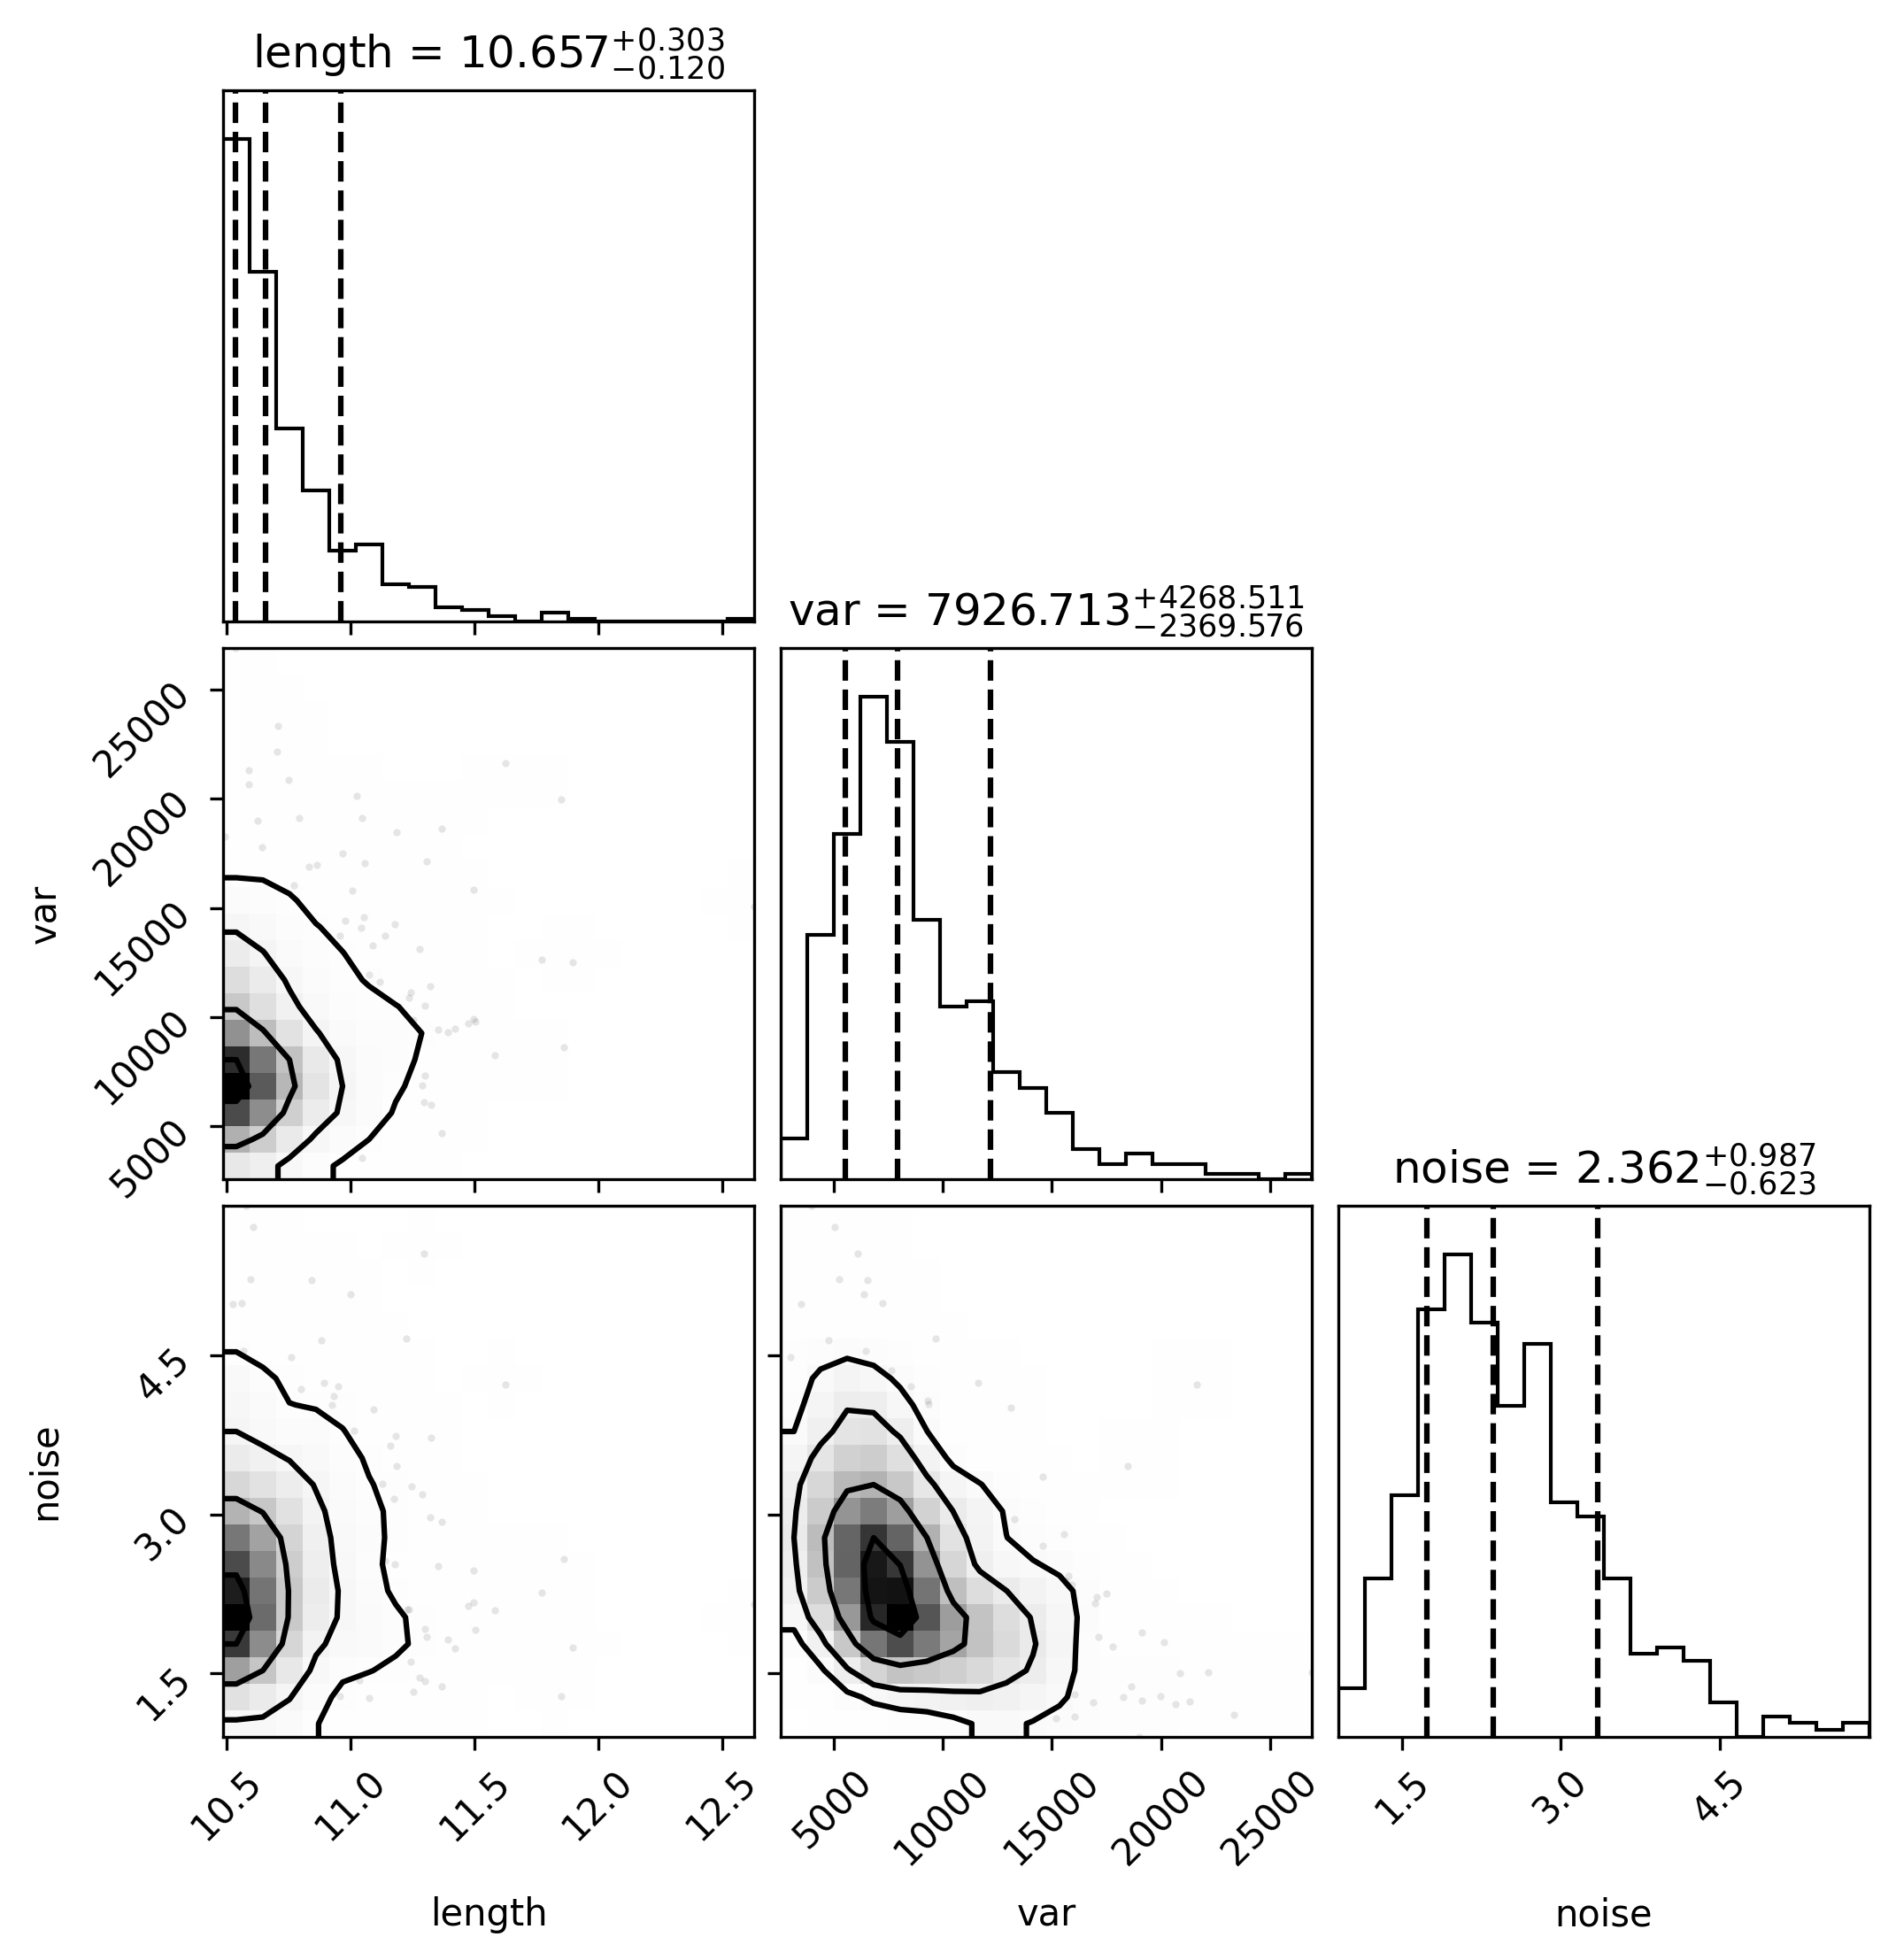 length = 10.657+0.303−0.120
var = 7926.713+4268.511−2369.576
25000
20000
15000
10000
5000
var
noise = 2.362+0.987−0.623
4.5
3.0
1.5
noise
10.5 11.0 11.5 12.0 12.5
5000 10000 15000 20000 25000
1.5 3.0 4.5
length var noise